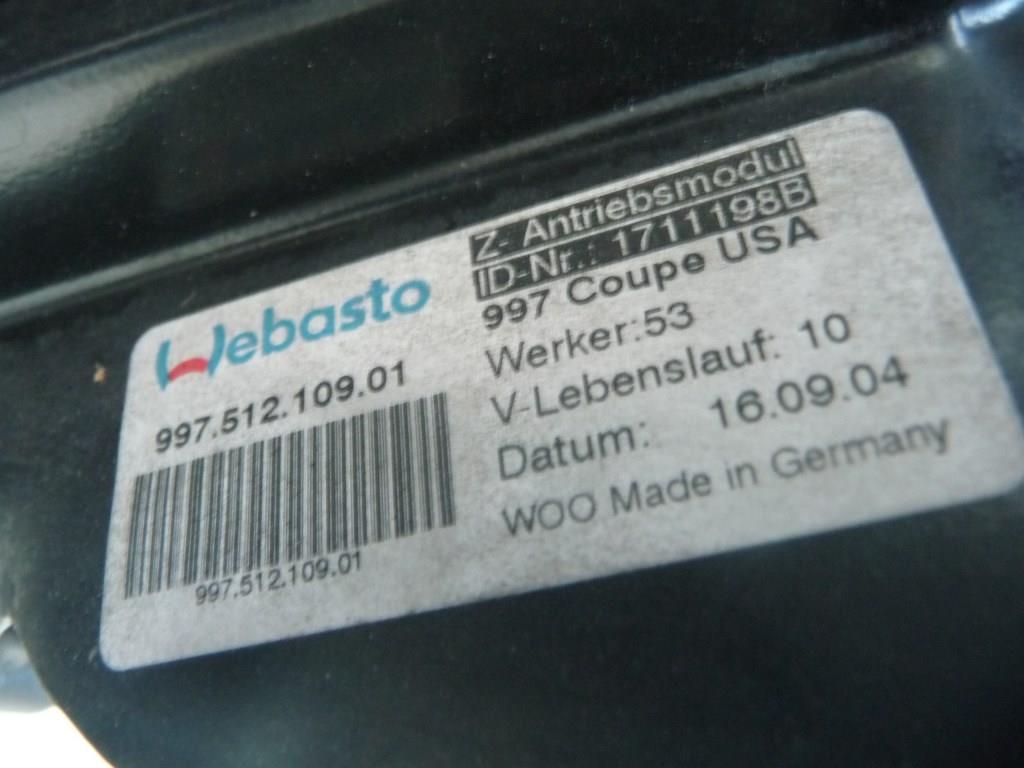 Webasto
997.512.109.01
997.512.109.01
Z- Antriebsmodul
ID-Nr.: 1711198B
997 Coupe USA
Werker:53
V-Lebenslauf: 10
Datum: 16.09.04
WOO Made in Germany